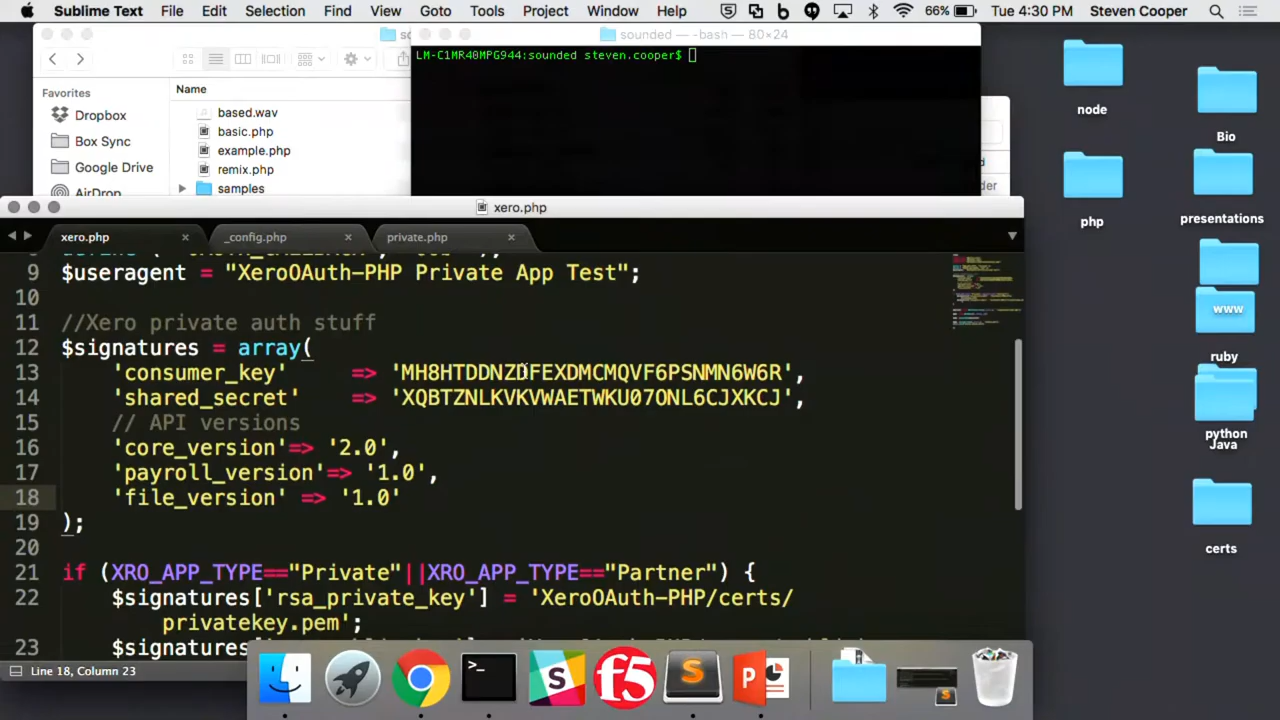 Sublime Text File Edit Selection Find View Goto Tools Project Window Help 66% Tue 4:30 PM Steven Cooper
sounded — -bash — 80×24
LM-C1MR40MPG944:sounded steven.cooper$
Favorites
Dropbox
Box Sync
Google Drive
AirDrop
Name
based.wav
basic.php
example.php
remix.php
samples
node
php
Bio
presentations
www
ruby
python
Java
certs
xero.php
xero.php
_config.php
private.php
9 $useragent = "XeroOAuth-PHP Private App Test";
10
11 //Xero private auth stuff
12 $signatures = array(
13 'consumer_key' => 'MH8HTDDNZDFEXDMCMQVF6PSNMN6W6R',
14 'shared_secret' => 'XQBTZNLKVKVWAETWKU07ONL6CJXKCJ',
15 // API versions
16 'core_version'=> '2.0',
17 'payroll_version'=> '1.0',
18 'file_version' => '1.0'
19 );
20
21 if (XRO_APP_TYPE=="Private"||XRO_APP_TYPE=="Partner") {
22 $signatures['rsa_private_key'] = 'XeroOAuth-PHP/certs/
privatekey.pem';
23 $signatures
Line 18, Column 23
f5